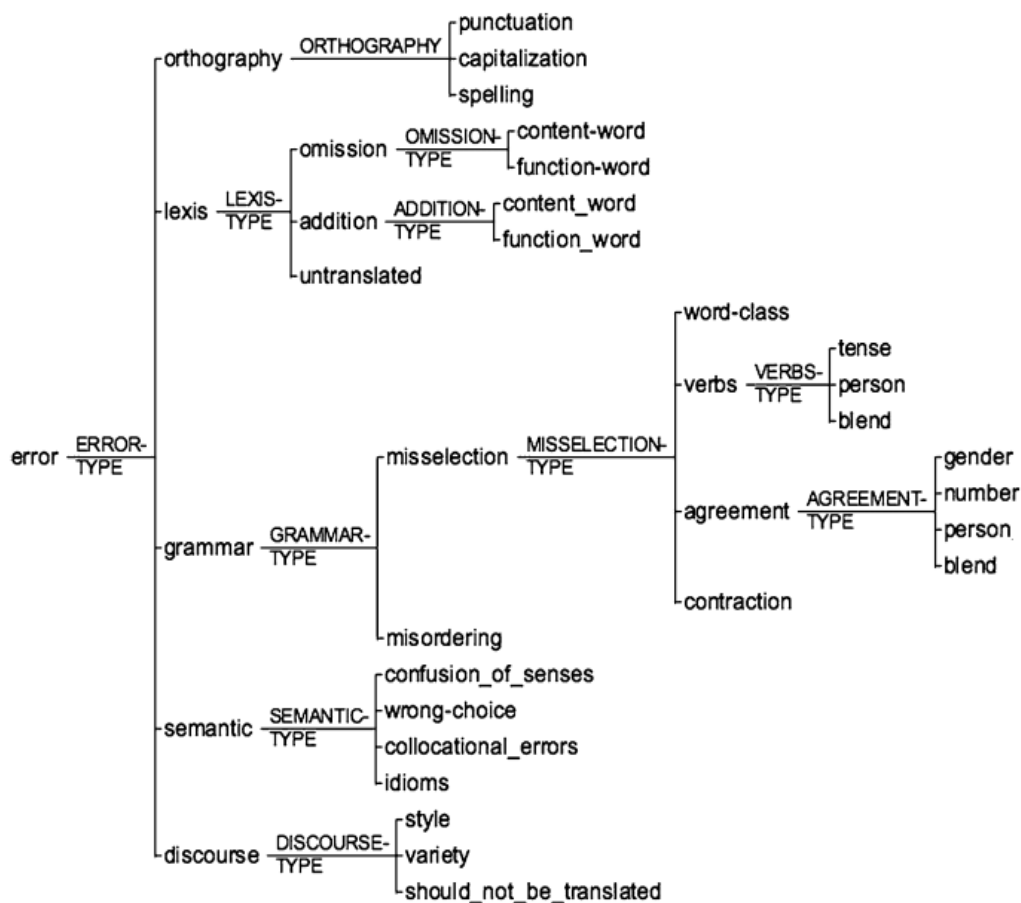 punctuation
orthography ORTHOGRAPHY capitalization
spelling
omission OMISSION- content-word
TYPE function-word
lexis LEXIS-
TYPE
addition ADDITION- content_word
TYPE function_word
untranslated
word-class
tense
verbs VERBS- person
TYPE
blend
error ERROR-
TYPE
misselection MISSELECTION-
TYPE
gender
number
agreement AGREEMENT-
TYPE
person
blend
grammar GRAMMAR-
TYPE
contraction
misordering
confusion_of_senses
wrong-choice
semantic SEMANTIC-
TYPE
collocational_errors
idioms
style
discourse DISCOURSE- variety
TYPE
should_not_be_translated